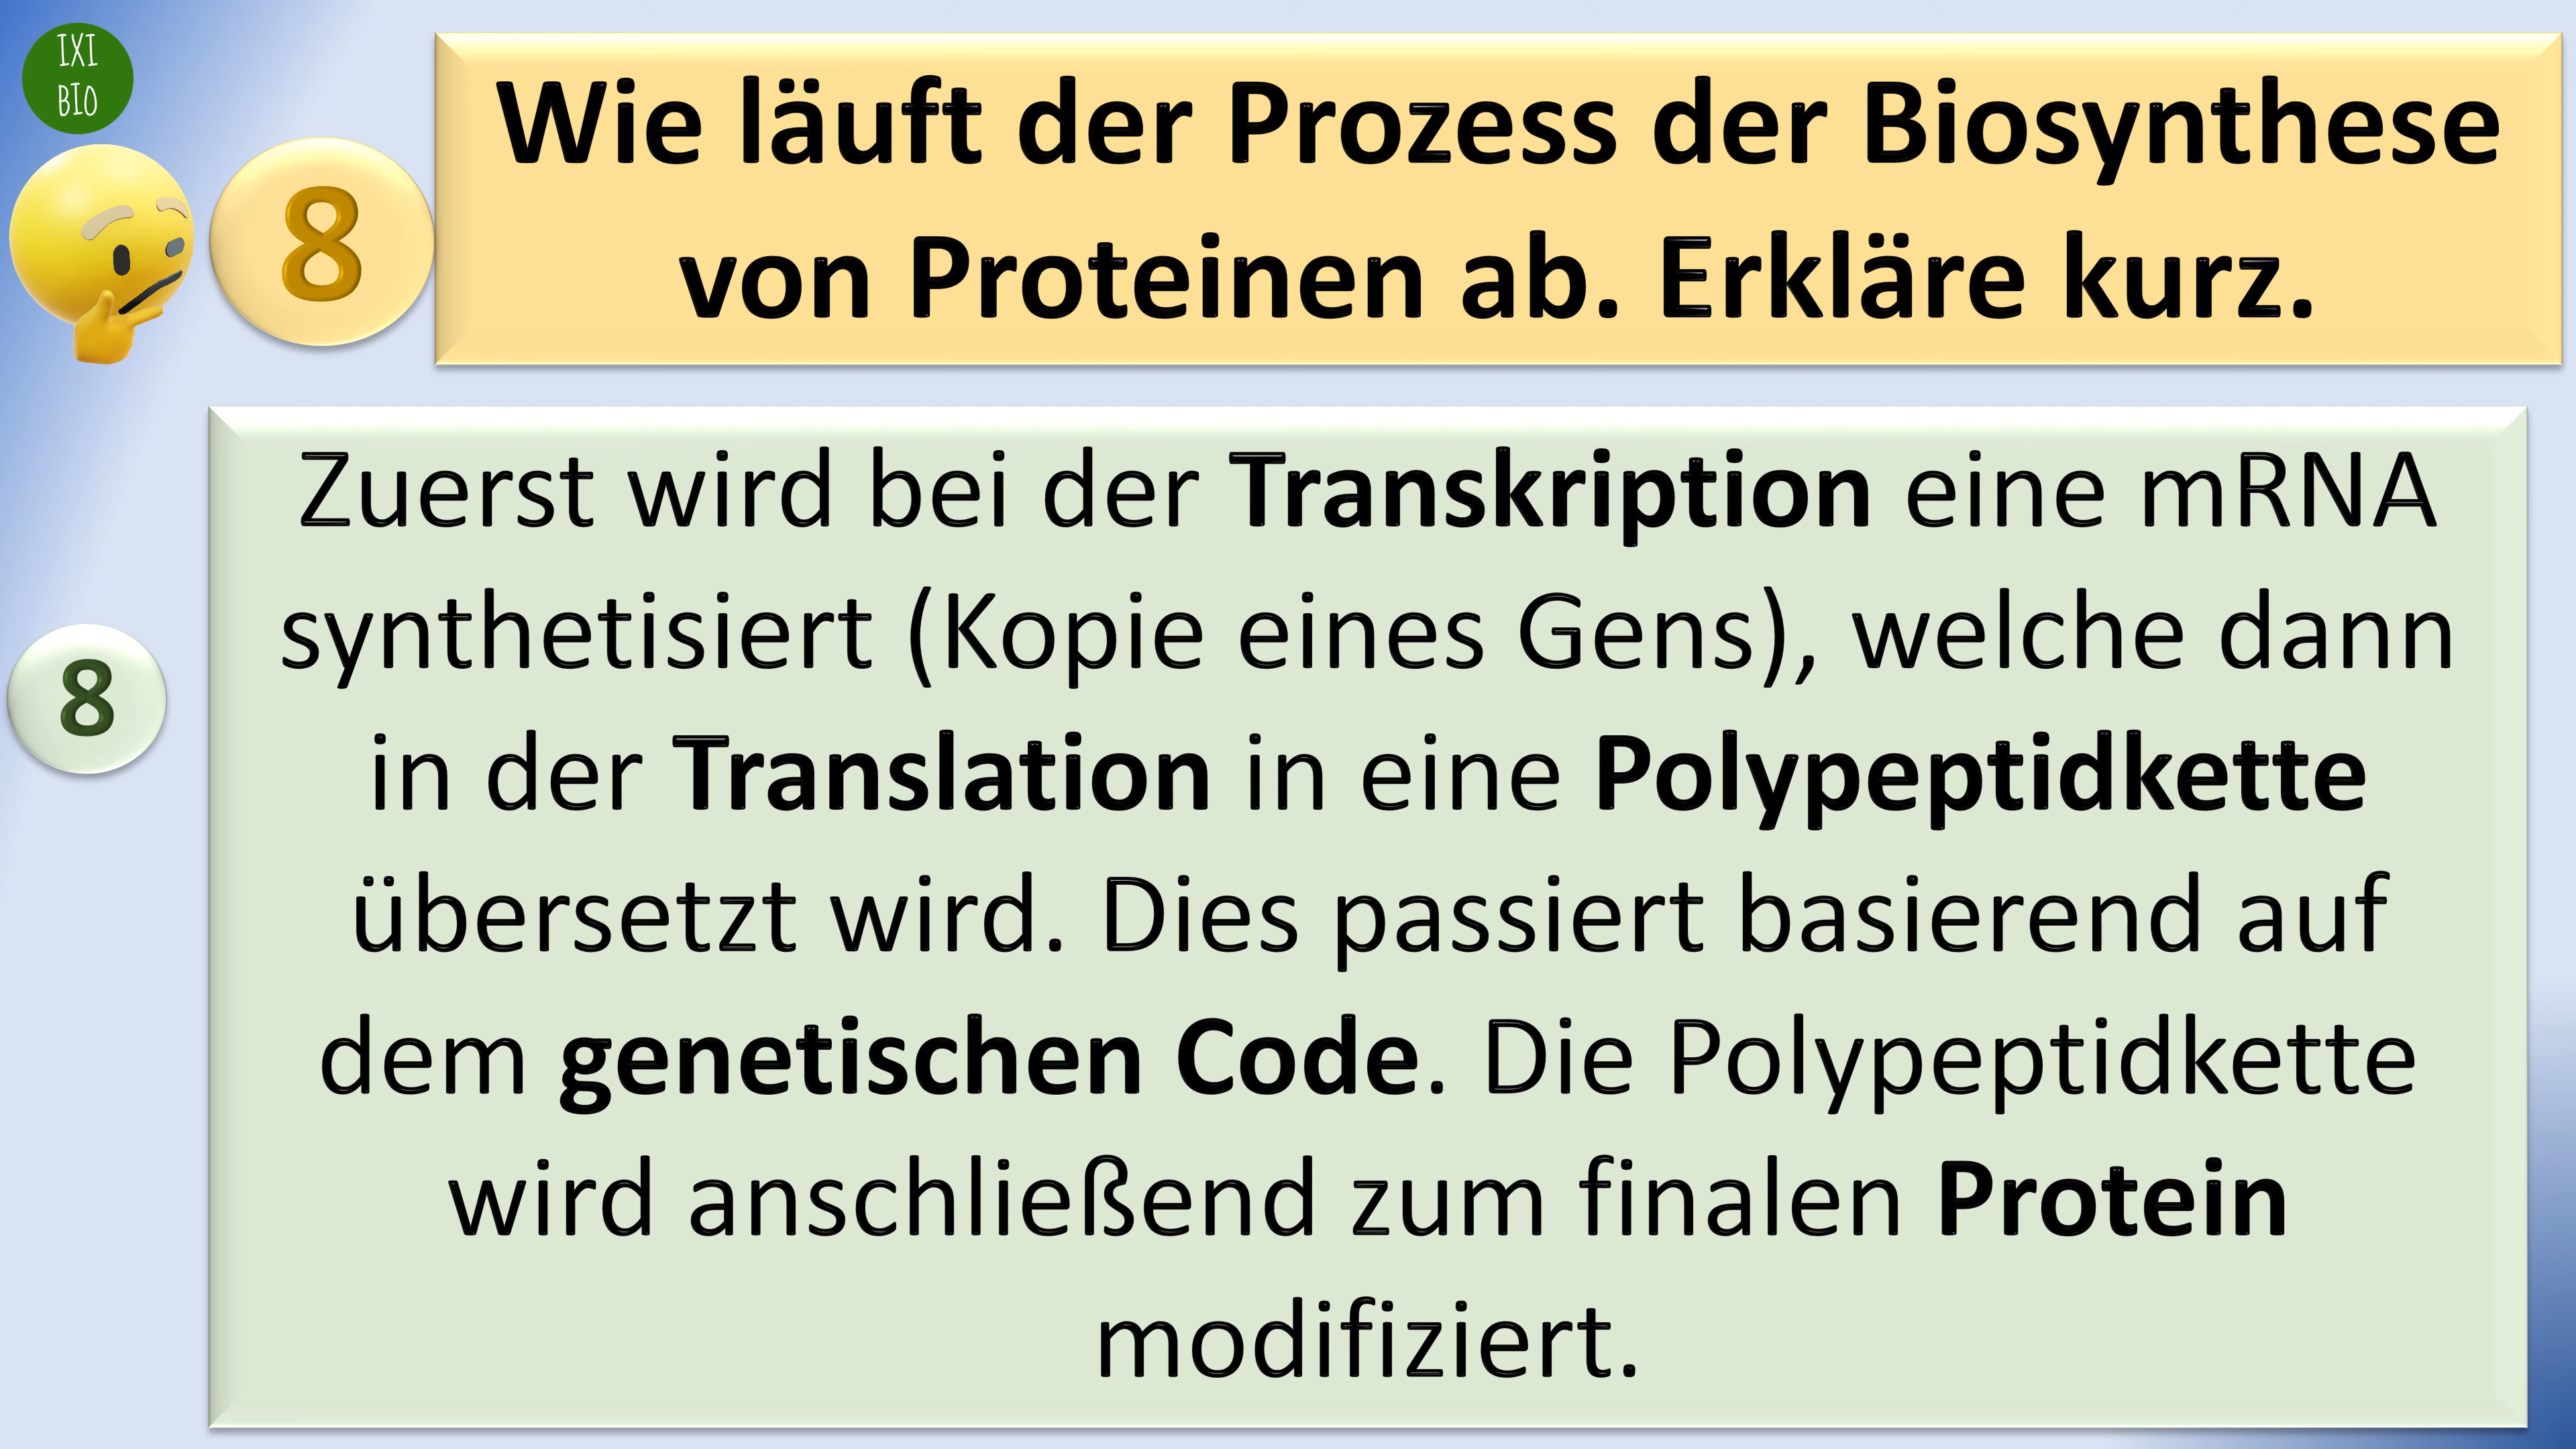 IXI
BIO
8
Wie läuft der Prozess der Biosynthese
von Proteinen ab. Erkläre kurz.
8
Zuerst wird bei der Transkription eine mRNA
synthetisiert (Kopie eines Gens), welche dann
in der Translation in eine Polypeptidkette
übersetzt wird. Dies passiert basierend auf
dem genetischen Code. Die Polypeptidkette
wird anschließend zum finalen Protein
modifiziert.